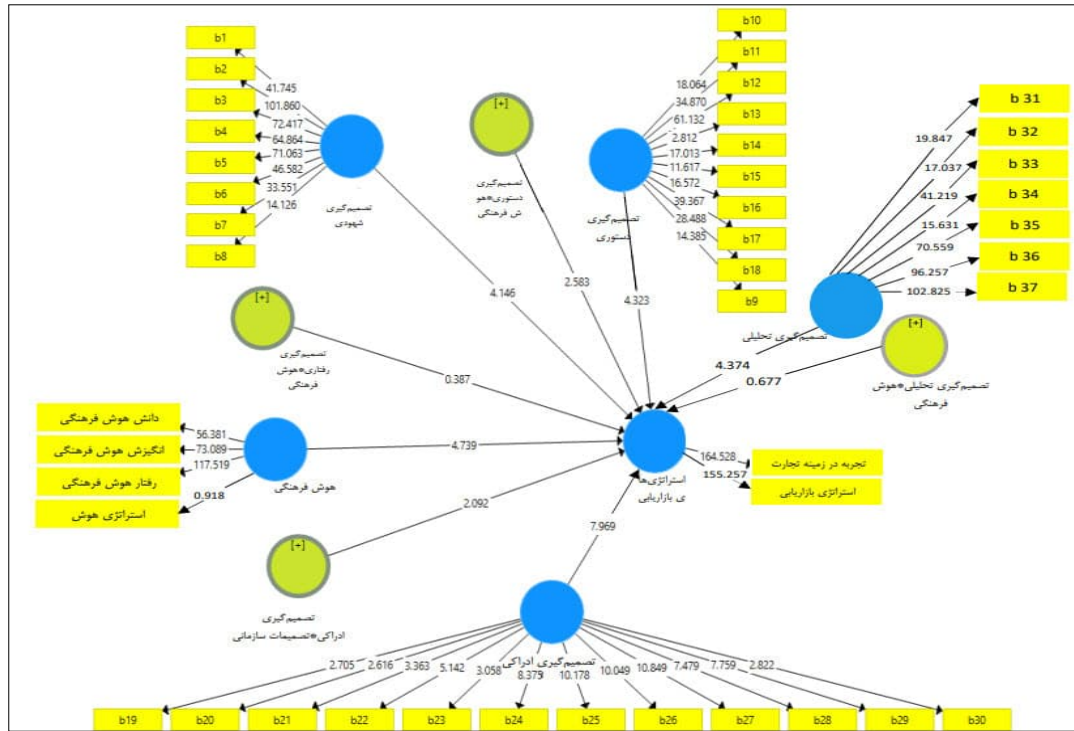 b1
b2
b3
b4
b5
b6
b7
b8
41.745
101.860
72.417
64.864
71.063
46.582
33.551
14.126
تصمیم‌گیری
شهودی
[+]
تصمیم‌گیری
دستوری*هو
ش فرهنگی
b10
b11
b12
b13
b14
b15
b16
b17
b18
b9
18.064
34.870
61.132
2.812
17.013
11.617
16.572
39.367
28.488
14.385
تصمیم‌گیری
دستوری
b 31
b 32
b 33
b 34
b 35
b 36
b 37
19.847
17.037
41.219
15.631
70.559
96.257
102.825
تصمیم‌گیری تحلیلی
[+]
تصمیم‌گیری تحلیلی*هوش
فرهنگی
4.146
2.583
4.323
4.374
0.677
[+]
تصمیم‌گیری
رفتاری*هوش
فرهنگی
0.387
دانش هوش فرهنگی
انگیزش هوش فرهنگی
رفتار هوش فرهنگی
استراتژی هوش
56.381
73.089
117.519
0.918
هوش فرهنگی
4.739
استراتژی‌ها
ی بازاریابی
164.528
155.257
تجربه در زمینه تجارت
استراتژی بازاریابی
2.092
[+]
تصمیم‌گیری
ادراکی*تصمیمات سازمانی
7.969
تصمیم‌گیری ادراکی
2.705
2.616
3.363
5.142
3.058
8.375
10.178
10.049
10.849
7.479
7.759
2.822
b19
b20
b21
b22
b23
b24
b25
b26
b27
b28
b29
b30